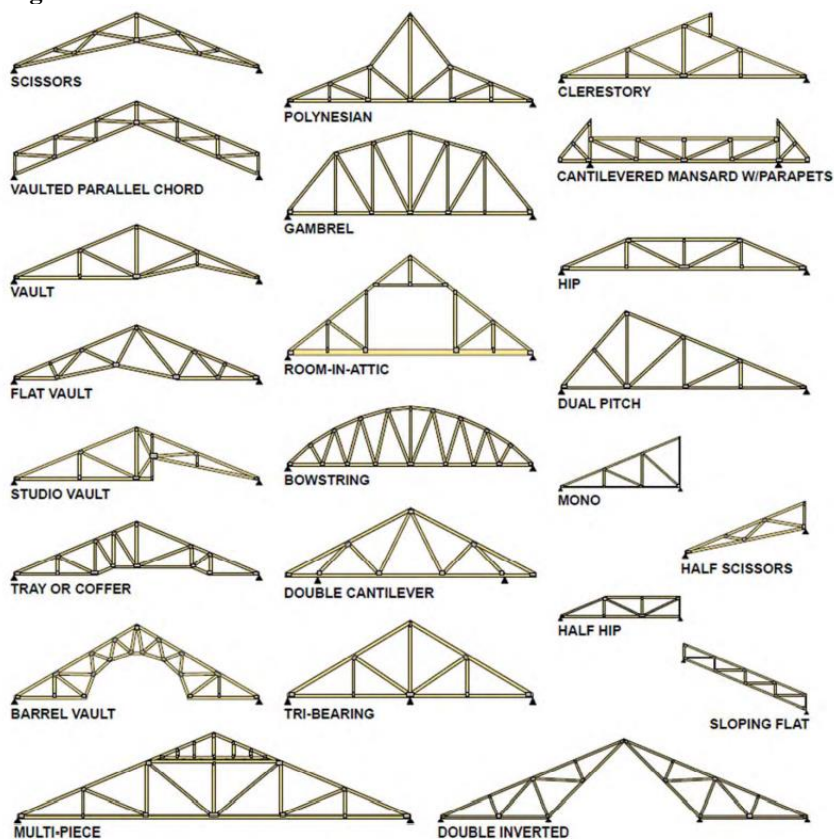 SCISSORS
VAULTED PARALLEL CHORD
VAULT
FLAT VAULT
STUDIO VAULT
TRAY OR COFFER
BARREL VAULT
MULTI-PIECE
POLYNESIAN
GAMBREL
ROOM-IN-ATTIC
BOWSTRING
DOUBLE CANTILEVER
TRI-BEARING
CLERESTORY
CANTILEVERED MANSARD W/PARAPETS
HIP
DUAL PITCH
MONO
HALF SCISSORS
HALF HIP
SLOPING FLAT
DOUBLE INVERTED